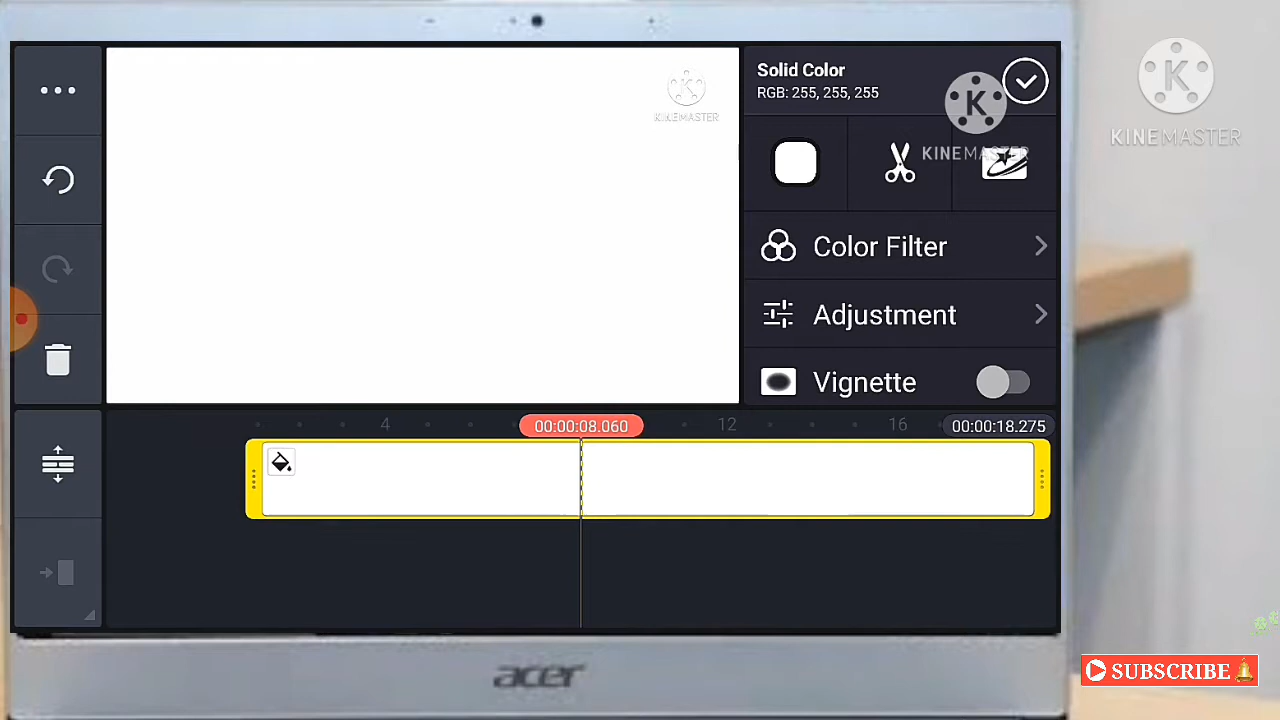 Solid Color
RGB: 255, 255, 255
KINEMASTER
KINEMASTER
KINEMASTER
Color Filter
Adjustment
Vignette
4
00:00:08.060
12
16
00:00:18.275
acer
SUBSCRIBE